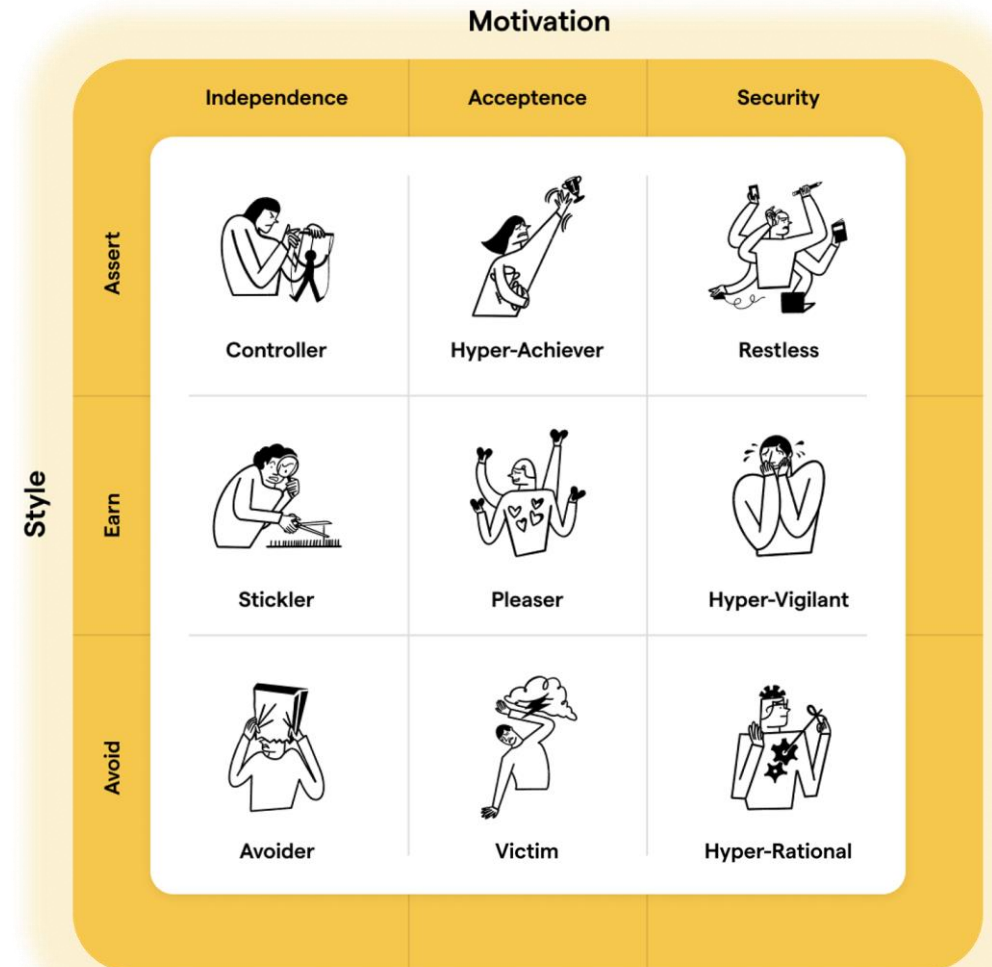 Motivation
Independence Acceptence Security
Assert
Controller Hyper-Achiever Restless
Style
Earn
Stickler Pleaser Hyper-Vigilant
Avoid
Avoider Victim Hyper-Rational